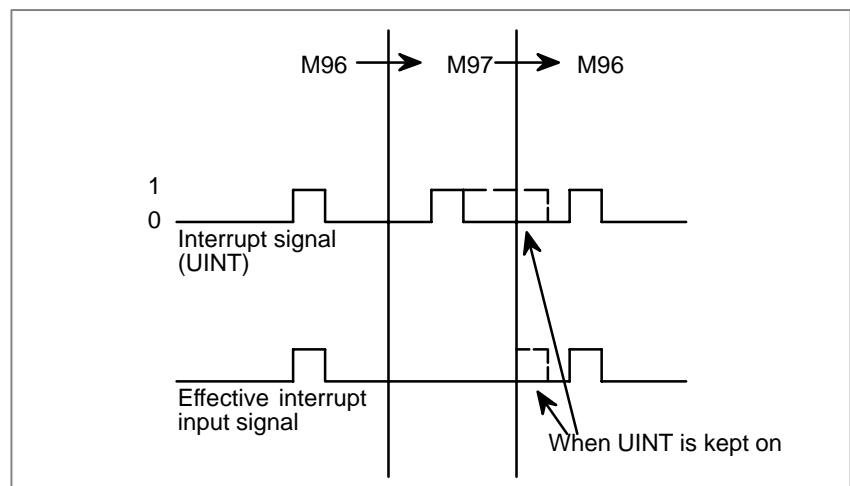 M96 M97 M96
1
0
Interrupt signal
(UINT)
Effective interrupt
input signal
When UINT is kept on